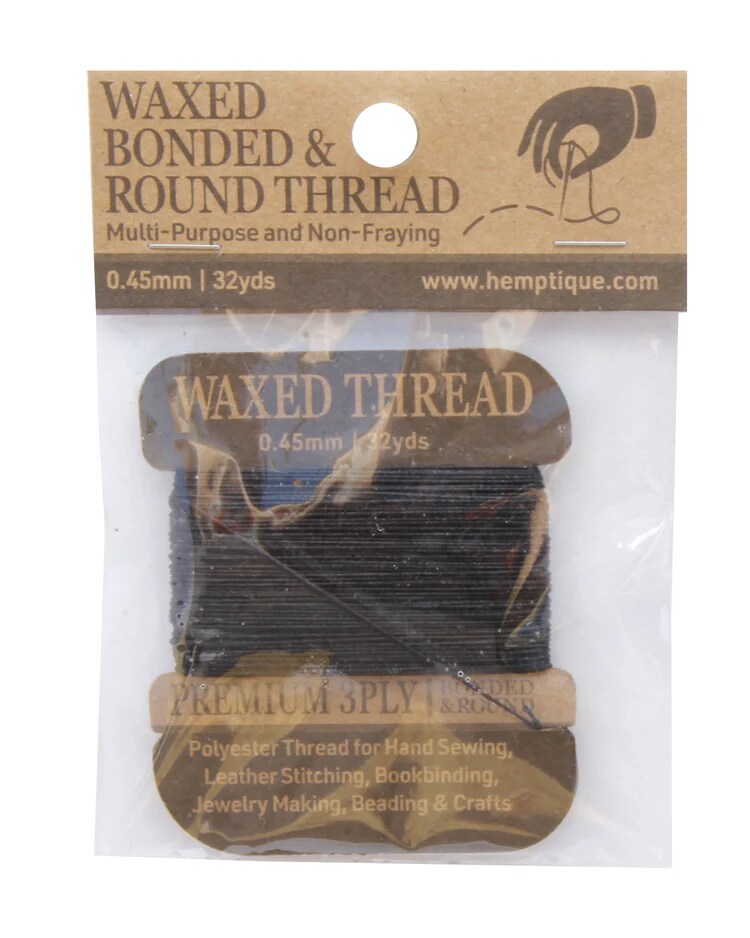 WAXED
BONDED &
ROUND THREAD
Multi-Purpose and Non-Fraying
0.45mm | 32yds
www.hemptique.com
WAXED THREAD
0.45mm | 32yds
PREMIUM 3PLY | BONDED
&ROUND
Polyester Thread for Hand Sewing,
Leather Stitching, Bookbinding,
Jewelry Making, Beading & Crafts